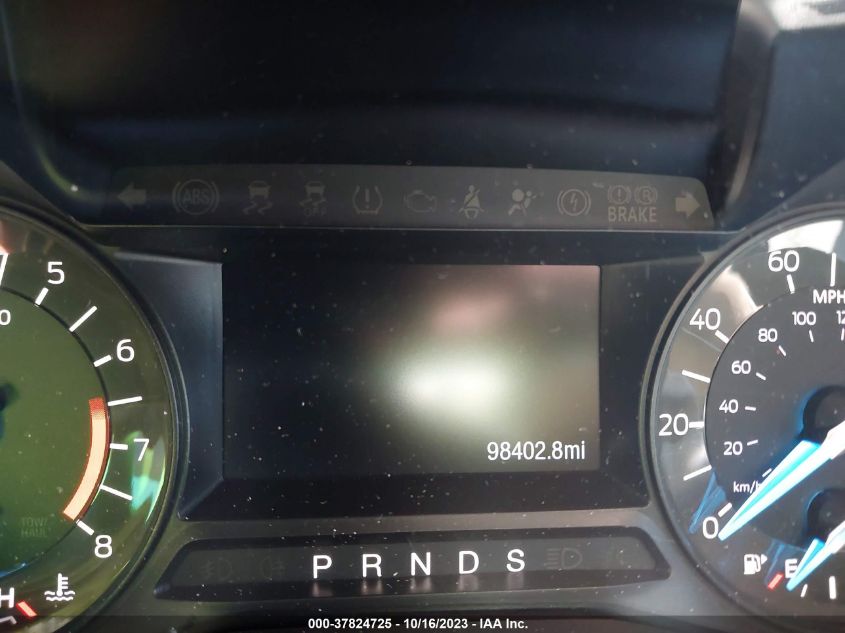 ABS
OFF
BRAKE
5
6
7
8
TOW/
HAUL
H
98402.8mi
P R N D S
60
MPH
40
20
0
100
80
60
40
20
km/h
E
000-37824725 - 10/16/2023 - IAA Inc.